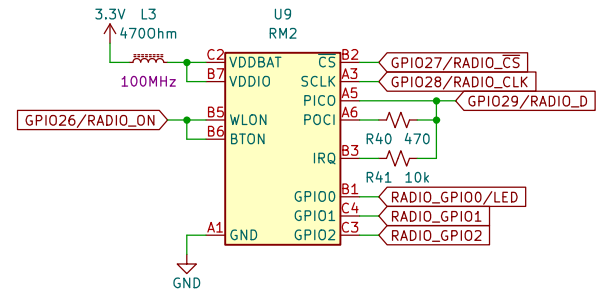 3.3V L3 U9
470Ohm RM2
C2 VDDBAT CS B2 GPIO27/RADIO_CS
100MHz B7 VDDIO SCLK A3 GPIO28/RADIO_CLK
PICO A5 GPIO29/RADIO_D
GPIO26/RADIO_ON B5 WLON POCI A6
B6 BTON R40 470
IRQ B3
R41 10k
GPIO0 B1 RADIO_GPIO0/LED
GPIO1 C4 RADIO_GPIO1
A1 GND GPIO2 C3 RADIO_GPIO2
GND